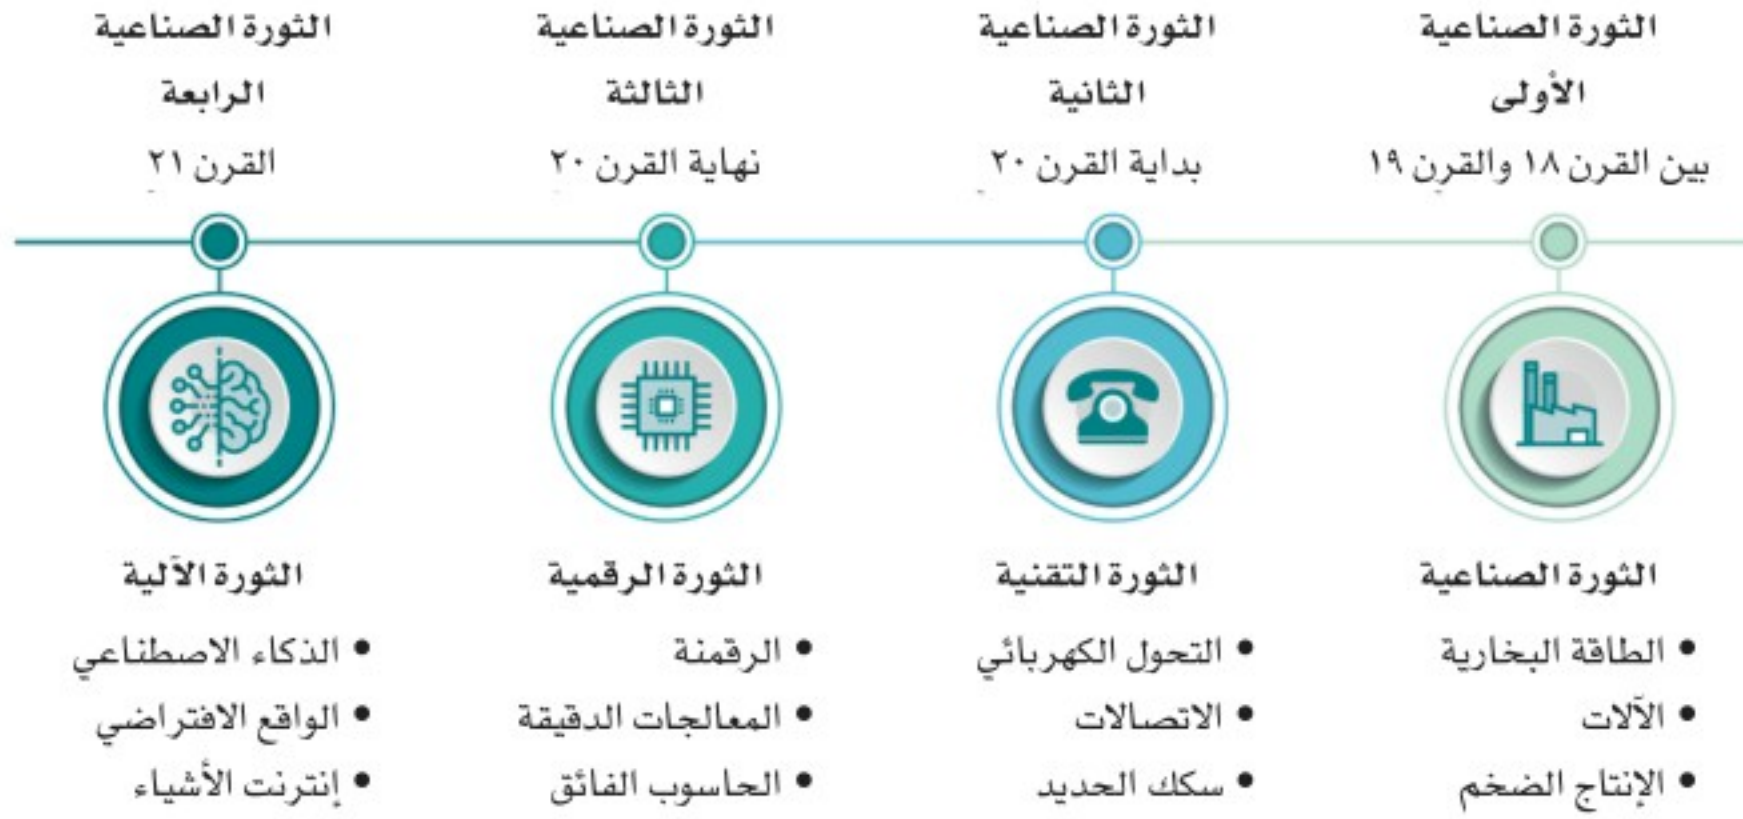 الثورة الصناعية
الأولى
بين القرن ١٨ والقرن ١٩
الثورة الصناعية
• الطاقة البخارية
• الآلات
• الإنتاج الضخم
الثورة الصناعية
الثانية
بداية القرن ٢٠
الثورة التقنية
• التحول الكهربائي
• الاتصالات
• سكك الحديد
الثورة الصناعية
الثالثة
نهاية القرن ٢٠
الثورة الرقمية
• الرقمنة
• المعالجات الدقيقة
• الحاسوب الفائق
الثورة الصناعية
الرابعة
القرن ٢١
الثورة الآلية
• الذكاء الاصطناعي
• الواقع الافتراضي
• إنترنت الأشياء